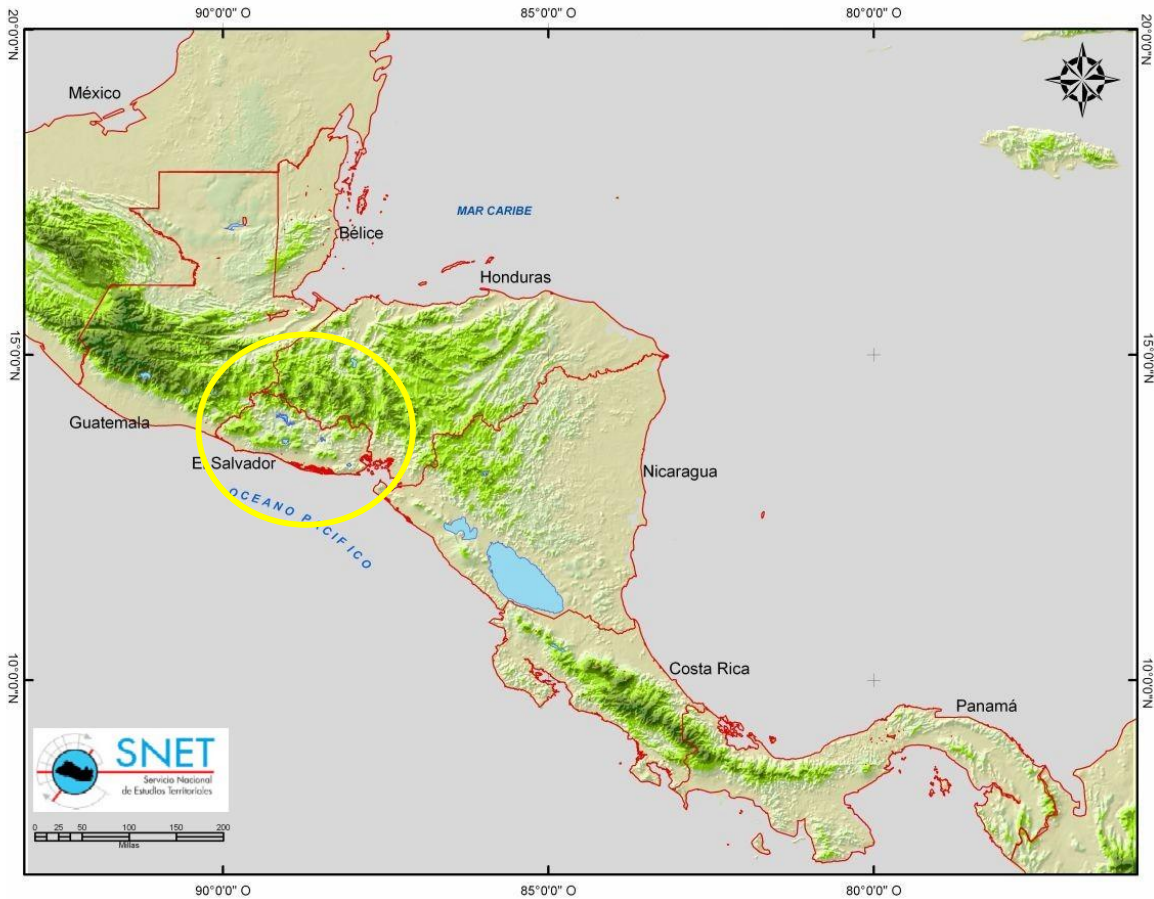 90°0'0" O
85°0'0" O
80°0'0" O
20°0'0"N
20°0'0"N
México
MAR CARIBE
Bélice
Honduras
15°0'0"N
15°0'0"N
Guatemala
El Salvador
Nicaragua
OCEANO PACIFICO
10°0'0"N
10°0'0"N
Costa Rica
Panamá
SNET
Servicio Nacional
de Estudios Territoriales
0 25 50 100 150 200
Millas
90°0'0" O
85°0'0" O
80°0'0" O